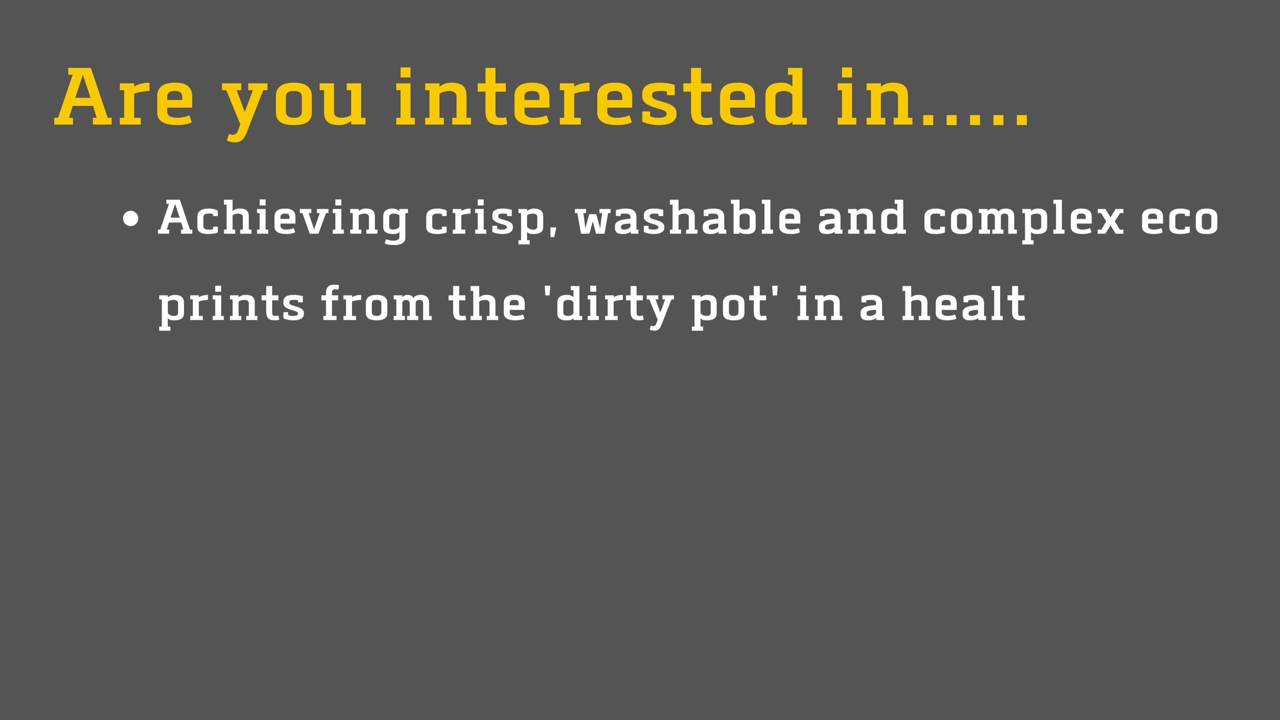 Are you interested in.....
• Achieving crisp, washable and complex eco
prints from the 'dirty pot' in a healt